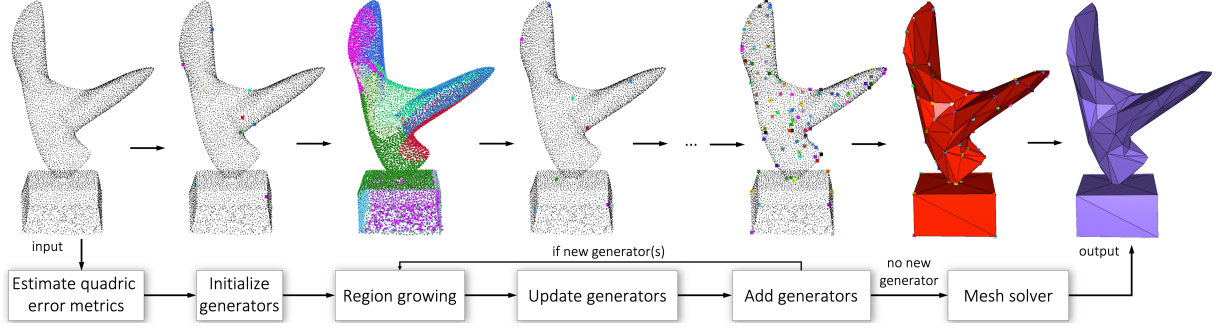 ...
input
if new generator(s)
no new
generator
output
Estimate quadric
error metrics
Initialize
generators
Region growing
Update generators
Add generators
Mesh solver